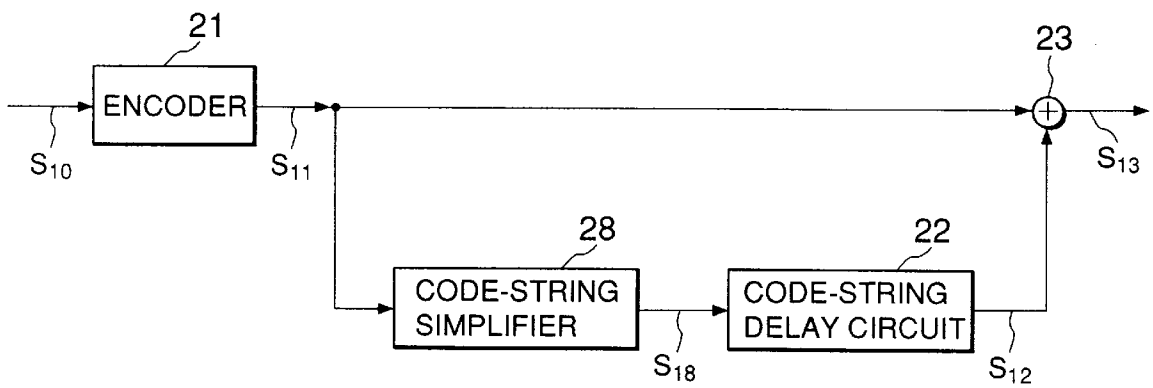 21
ENCODER
S10
S11
23
+
S13
28
CODE-STRING
SIMPLIFIER
S18
22
CODE-STRING
DELAY CIRCUIT
S12